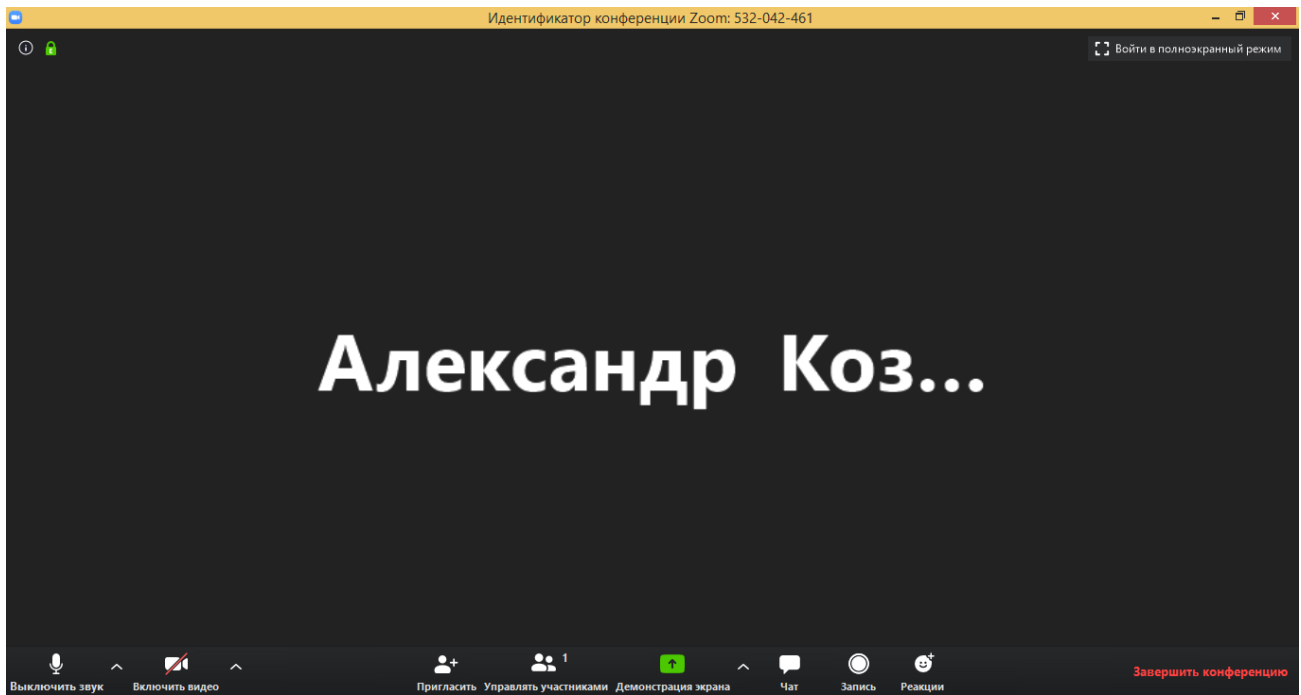 Идентификатор конференции Zoom: 532-042-461
Войти в полноэкранный режим
Александр Коз...
1
Выключить звук Включить видео Пригласить Управлять участниками Демонстрация экрана Чат Запись Реакции Завершить конференцию